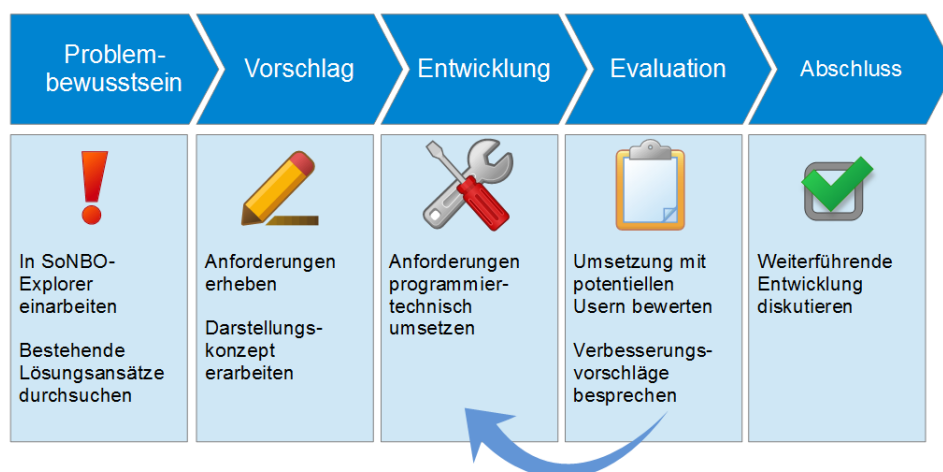 Problem-
bewusstsein
Vorschlag
Entwicklung
Evaluation
Abschluss
In SoNBO-
Explorer
einarbeiten
Bestehende
Lösungsansätze
durchsuchen
Anforderungen
erheben
Darstellungs-
konzept
erarbeiten
Anforderungen
programmier-
technisch
umsetzen
Umsetzung mit
potentiellen
Usern bewerten
Verbesserungs-
vorschläge
besprechen
Weiterführende
Entwicklung
diskutieren